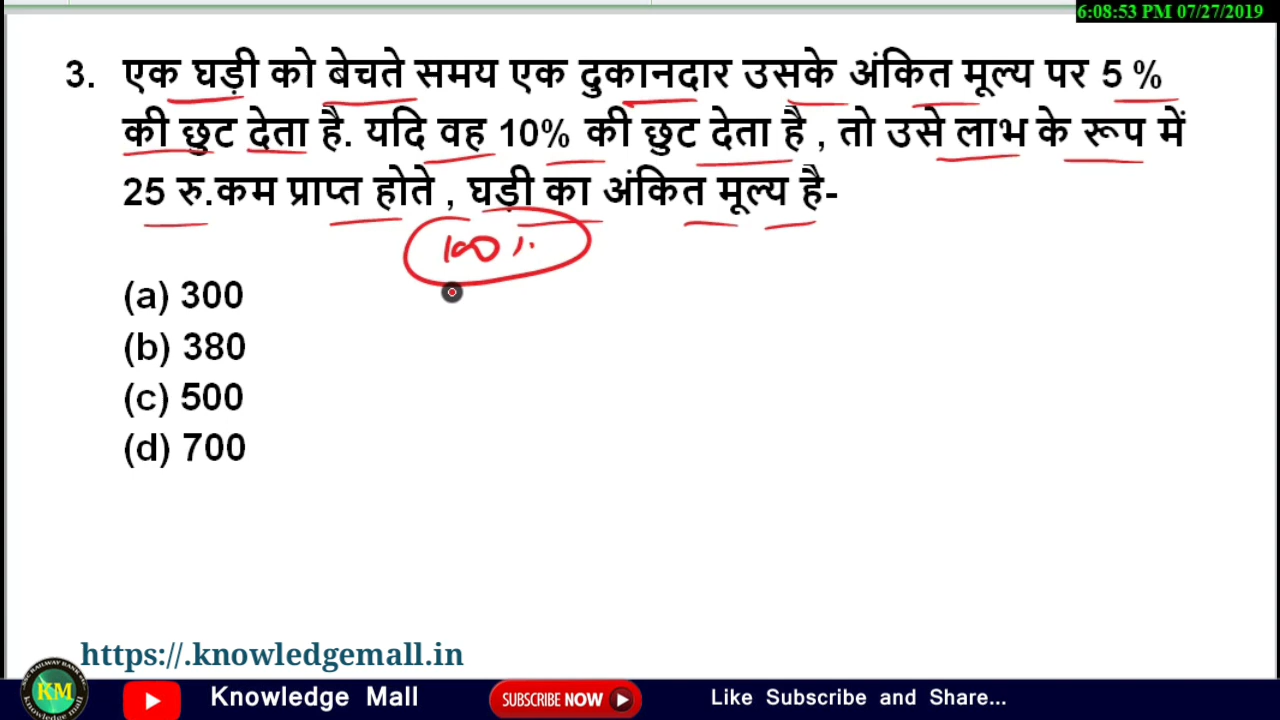 6:08:53 PM 07/27/2019
3. एक घड़ी को बेचते समय एक दुकानदार उसके अंकित मूल्य पर 5 %
की छुट देता है. यदि वह 10% की छुट देता है , तो उसे लाभ के रूप में
25 रु.कम प्राप्त होते , घड़ी का अंकित मूल्य है-
100 %
(a) 300
(b) 380
(c) 500
(d) 700
https://.knowledgemall.in
KM Knowledge Mall SUBSCRIBE NOW Like Subscribe and Share...